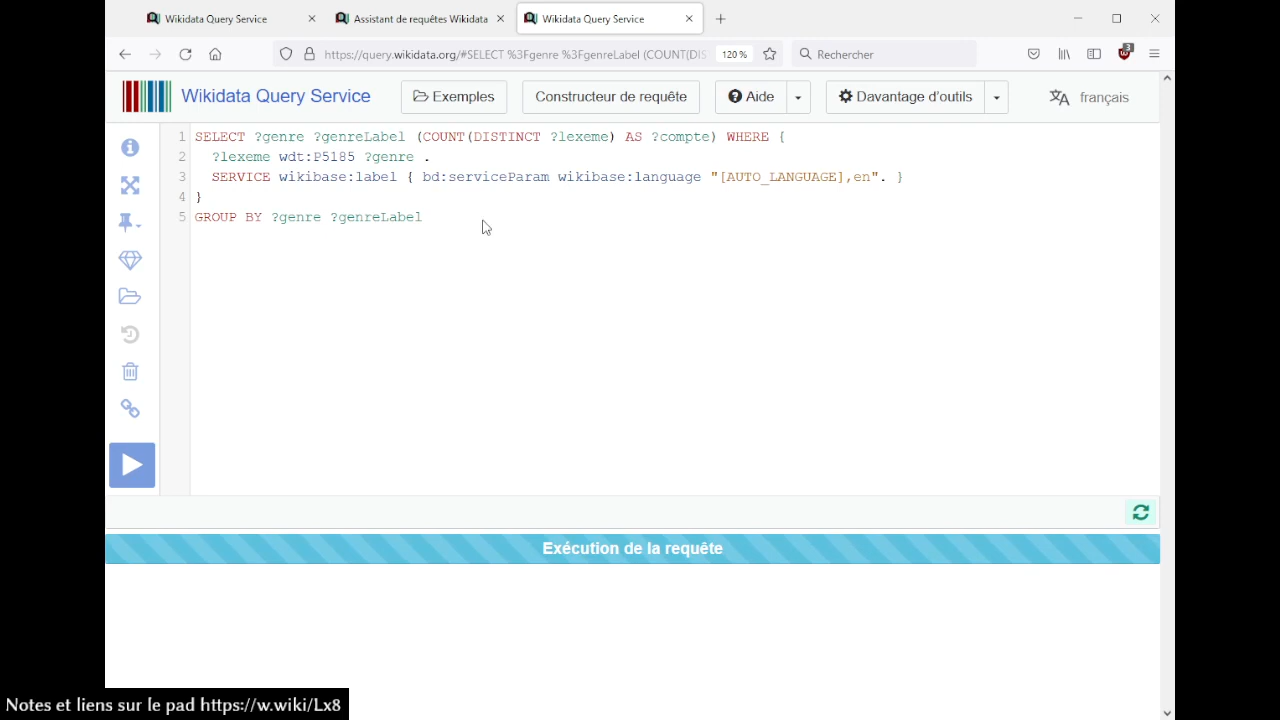 Wikidata Query Service
Assistant de requêtes Wikidata
Wikidata Query Service
https://query.wikidata.org/#SELECT %3Fgenre %3FgenreLabel (COUNT(DIS
120 %
Rechercher
3
Wikidata Query Service
Exemples
Constructeur de requête
Aide
Davantage d'outils
français
1 SELECT ?genre ?genreLabel (COUNT(DISTINCT ?lexeme) AS ?compte) WHERE {
2 ?lexeme wdt:P5185 ?genre .
3 SERVICE wikibase:label { bd:serviceParam wikibase:language "[AUTO_LANGUAGE],en". }
4 }
5 GROUP BY ?genre ?genreLabel
Exécution de la requête
Notes et liens sur le pad https://w.wiki/Lx8